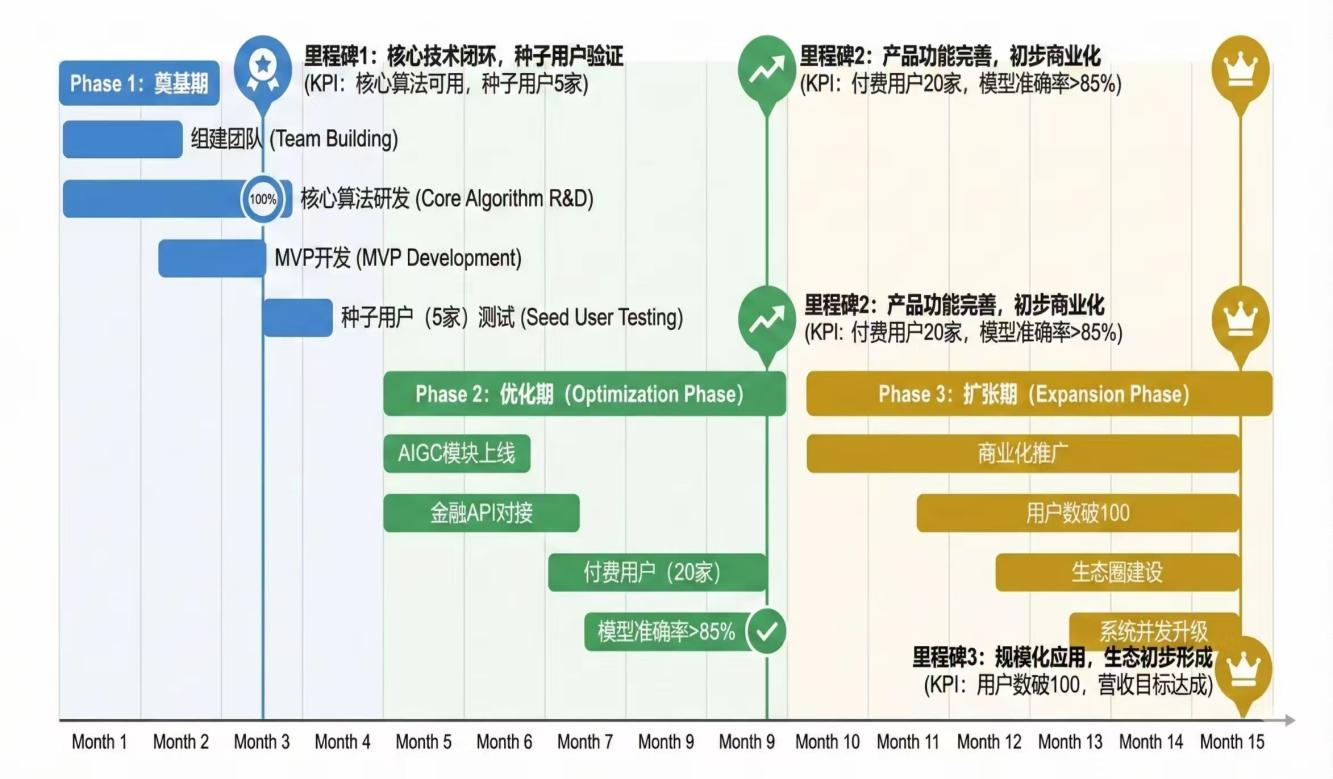 里程碑1：核心技术闭环，种子用户验证
(KPI：核心算法可用，种子用户5家)
里程碑2：产品功能完善，初步商业化
(KPI：付费用户20家，模型准确率>85%)
Phase 1：奠基期
组建团队 (Team Building)
100%
核心算法研发 (Core Algorithm R&D)
MVP开发 (MVP Development)
种子用户（5家）测试 (Seed User Testing)
里程碑2：产品功能完善，初步商业化
(KPI：付费用户20家，模型准确率>85%)
Phase 2：优化期（Optimization Phase）
Phase 3：扩张期（Expansion Phase）
AIGC模块上线
商业化推广
金融API对接
用户数破100
付费用户（20家）
生态圈建设
模型准确率>85%
系统并发升级
里程碑3：规模化应用，生态初步形成
(KPI：用户数破100，营收目标达成)
Month 1
Month 2
Month 3
Month 4
Month 5
Month 6
Month 7
Month 9
Month 9
Month 10
Month 11
Month 12
Month 13
Month 14
Month 15